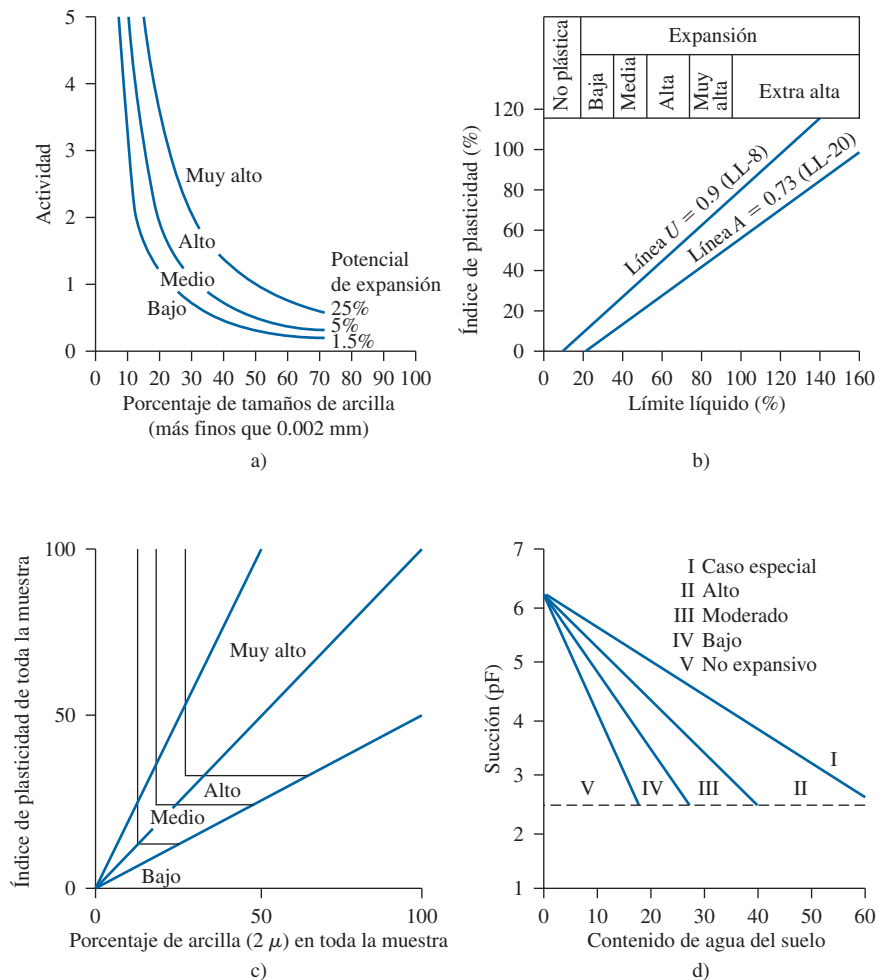 5
4
3
2
1
0
Actividad
Muy alto
Alto
Medio
Bajo
Potencial
de expansión
25%
5%
1.5%
0 10 20 30 40 50 60 70 80 90 100
Porcentaje de tamaños de arcilla
(más finos que 0.002 mm)
a)
No plástica
Expansión
Baja
Media
Alta
Muy
alta
Extra alta
120
100
80
60
40
20
0
Índice de plasticidad (%)
Línea U = 0.9 (LL-8)
Línea A = 0.73 (LL-20)
0 20 40 60 80 100 120 140 160
Límite líquido (%)
b)
100
50
0
Índice de plasticidad de toda la muestra
Muy alto
Alto
Medio
Bajo
0 50 100
Porcentaje de arcilla (2 μ) en toda la muestra
c)
7
6
5
4
3
2
1
Succión (pF)
I Caso especial
II Alto
III Moderado
IV Bajo
V No expansivo
I
V IV III II
0 10 20 30 40 50 60
Contenido de agua del suelo
d)